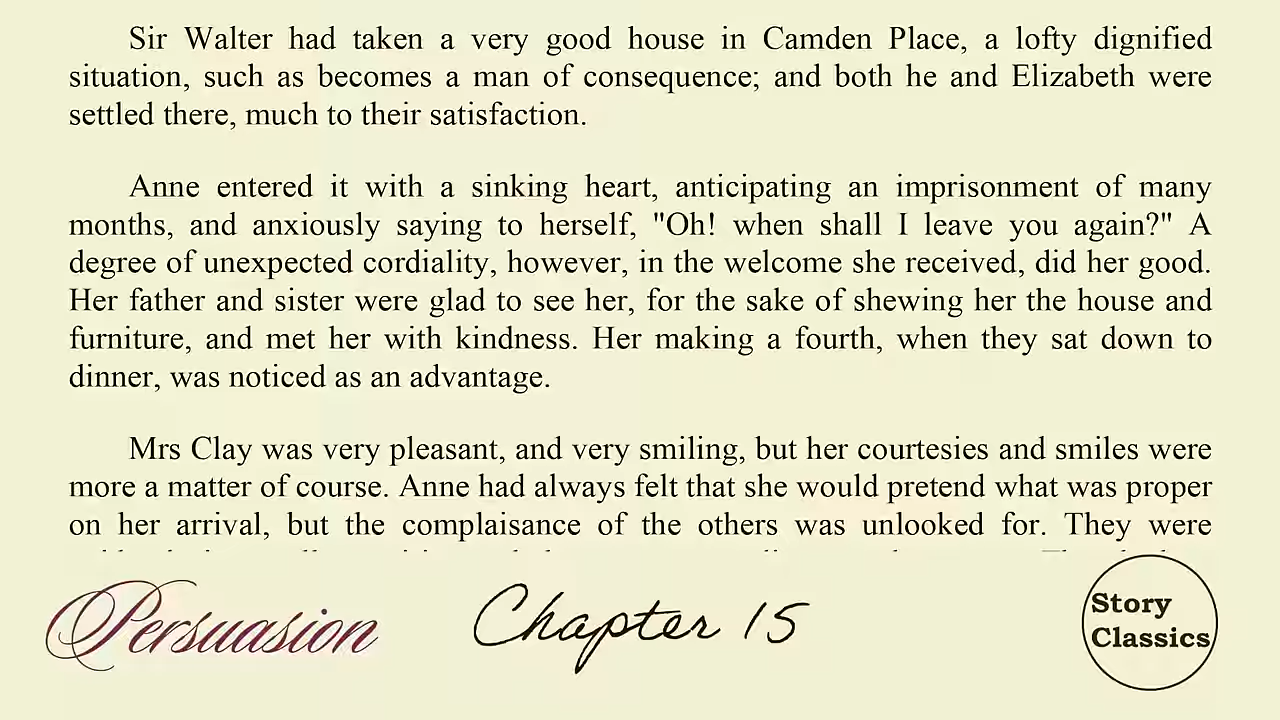 Sir Walter had taken a very good house in Camden Place, a lofty dignified
situation, such as becomes a man of consequence; and both he and Elizabeth were
settled there, much to their satisfaction.
Anne entered it with a sinking heart, anticipating an imprisonment of many
months, and anxiously saying to herself, "Oh! when shall I leave you again?" A
degree of unexpected cordiality, however, in the welcome she received, did her good.
Her father and sister were glad to see her, for the sake of shewing her the house and
furniture, and met her with kindness. Her making a fourth, when they sat down to
dinner, was noticed as an advantage.
Mrs Clay was very pleasant, and very smiling, but her courtesies and smiles were
more a matter of course. Anne had always felt that she would pretend what was proper
on her arrival, but the complaisance of the others was unlooked for. They were
Persuasion
Chapter 15
Story
Classics